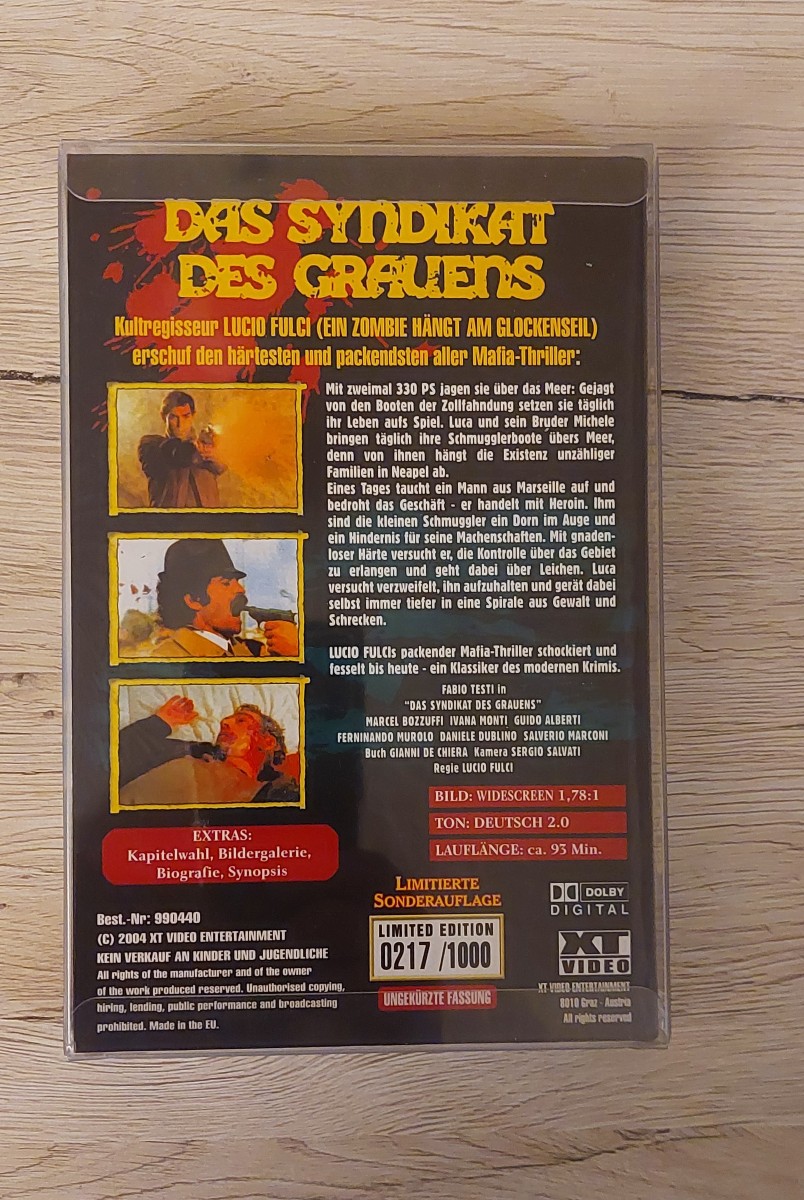 DAS SYNDIKAT
DES GRAUENS
Kultregisseur LUCIO FULCI (EIN ZOMBIE HÄNGT AM GLOCKENSEIL)
erschuf den härtesten und packendsten aller Mafia-Thriller:
Mit zweimal 330 PS jagen sie über das Meer: Gejagt
von den Booten der Zollfahndung setzen sie täglich
ihr Leben aufs Spiel. Luca und sein Bruder Michele
bringen täglich ihre Schmugglerboote übers Meer,
denn von ihnen hängt die Existenz unzähliger
Familien in Neapel ab.
Eines Tages taucht ein Mann aus Marseille auf und
bedroht das Geschäft - er handelt mit Heroin. Ihm
sind die kleinen Schmuggler ein Dorn im Auge und
ein Hindernis für seine Machenschaften. Mit gnaden-
loser Härte versucht er, die Kontrolle über das Gebiet
zu erlangen und geht dabei über Leichen. Luca
versucht verzweifelt, ihn aufzuhalten und gerät dabei
selbst immer tiefer in eine Spirale aus Gewalt und
Schrecken.
LUCIO FULCIs packender Mafia-Thriller schockiert und
fesselt bis heute - ein Klassiker des modernen Krimis.
FABIO TESTI in
"DAS SYNDIKAT DES GRAUENS"
MARCEL BOZZUFFI IVANA MONTI GUIDO ALBERTI
FERNINANDO MUROLO DANIELE DUBLINO SALVERIO MARCONI
Buch GIANNI DE CHIERA Kamera SERGIO SALVATI
Regie LUCIO FULCI
BILD: WIDESCREEN 1,78:1
TON: DEUTSCH 2.0
LAUFLÄNGE: ca. 93 Min.
EXTRAS:
Kapitelwahl, Bildergalerie,
Biografie, Synopsis
LIMITIERTE
SONDERAUFLAGE
LIMITED EDITION
0217 /1000
UNGEKÜRZTE FASSUNG
DOLBY
DIGITAL
XT
VIDEO
XT-VIDEO-ENTERTAINMENT
8010 Graz - Austria
All rights reserved
Best.-Nr: 990440
(C) 2004 XT VIDEO ENTERTAINMENT
KEIN VERKAUF AN KINDER UND JUGENDLICHE
All rights of the manufacturer and of the owner
of the work produced reserved. Unauthorised copying,
hiring, lending, public performance and broadcasting
prohibited. Made in the EU.